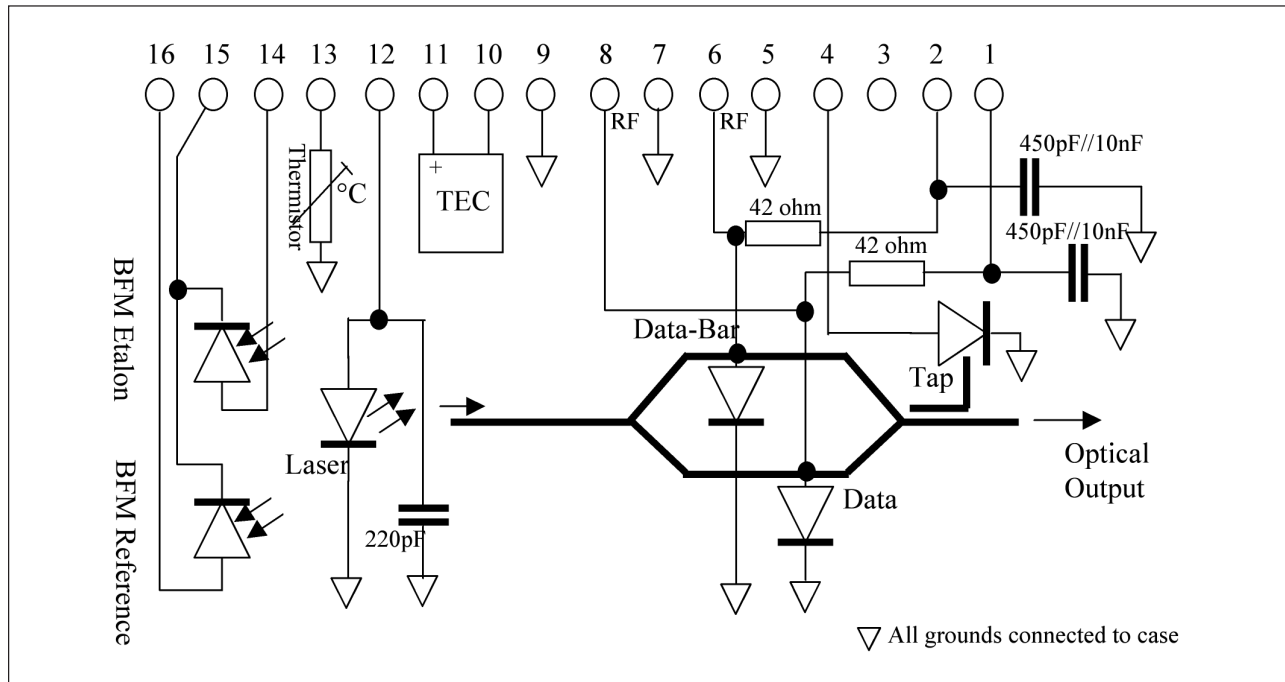 16 15 14 13 12 11 10 9 8 7 6 5 4 3 2 1
RF
RF
450pF//10nF
Thermistor
°C
+
TEC
42 ohm
42 ohm
450pF//10nF
BFM Etalon
Data-Bar
Tap
Laser
Optical
Output
BFM Reference
Data
220pF
All grounds connected to case